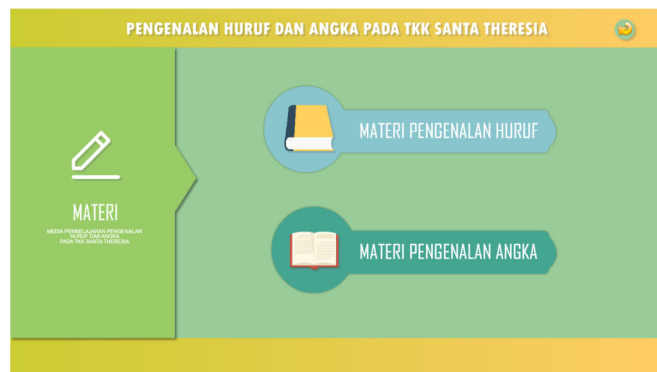 PENGENALAN HURUF DAN ANGKA PADA TKK SANTA THERESIA
MATERI PENGENALAN HURUF
MATERI
MEDIA PEMBELAJARAN PENGENALAN
HURUF DAN ANGKA
PADA TKK SANTA THERESIA
MATERI PENGENALAN ANGKA